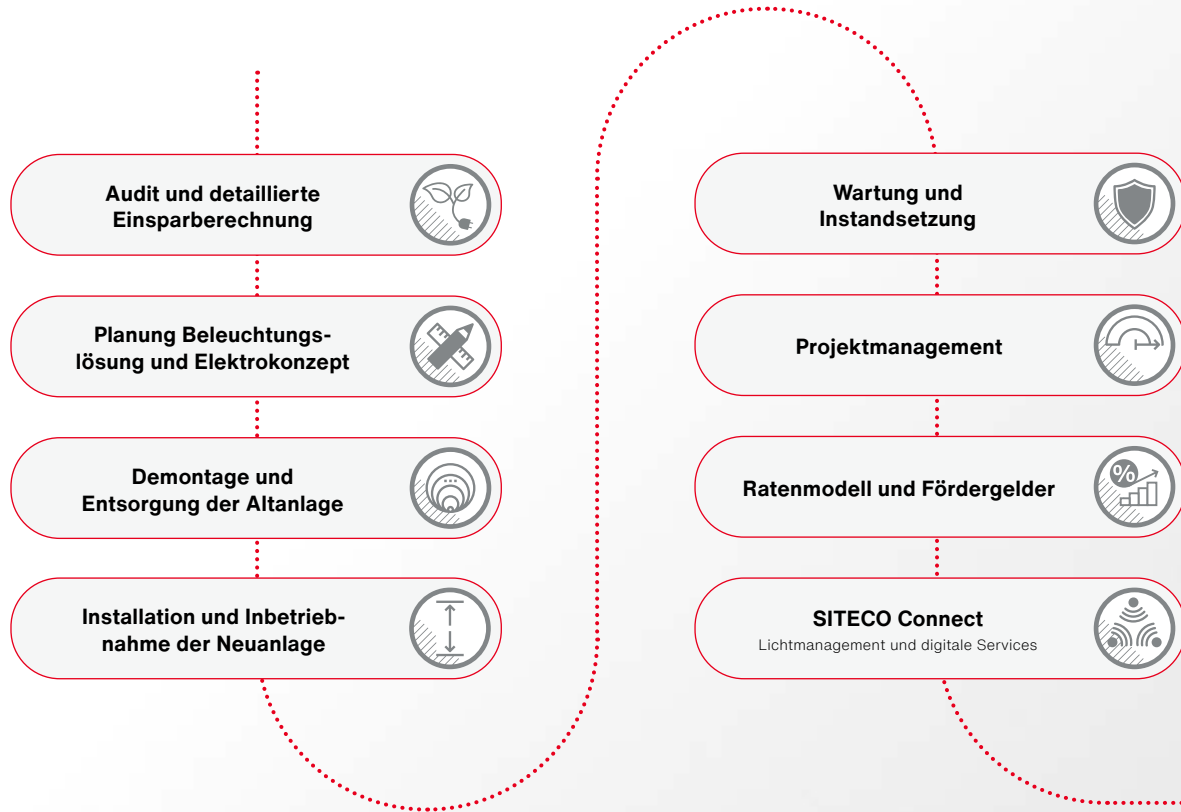 Audit und detaillierte
Einsparberechnung
Planung Beleuchtungs-
lösung und Elektrokonzept
Demontage und
Entsorgung der Altanlage
Installation und Inbetrieb-
nahme der Neuanlage
Wartung und
Instandsetzung
Projektmanagement
Ratenmodell und Fördergelder
%
SITECO Connect
Lichtmanagement und digitale Services